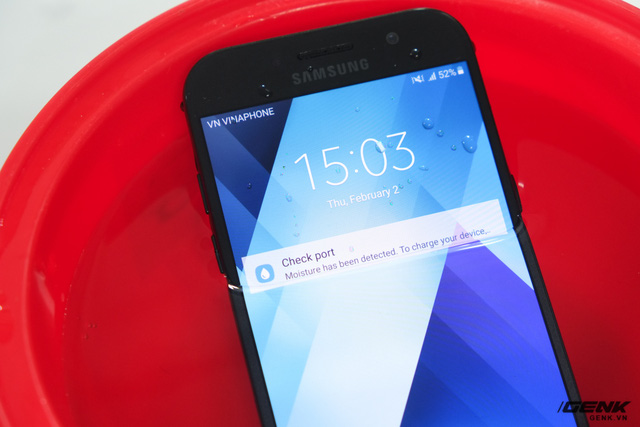 SAMSUNG
VN VINAPHONE
52%
15:03
Thu, February 2
Check port
Moisture has been detected. To charge your device,..
GENK
GENK.VN